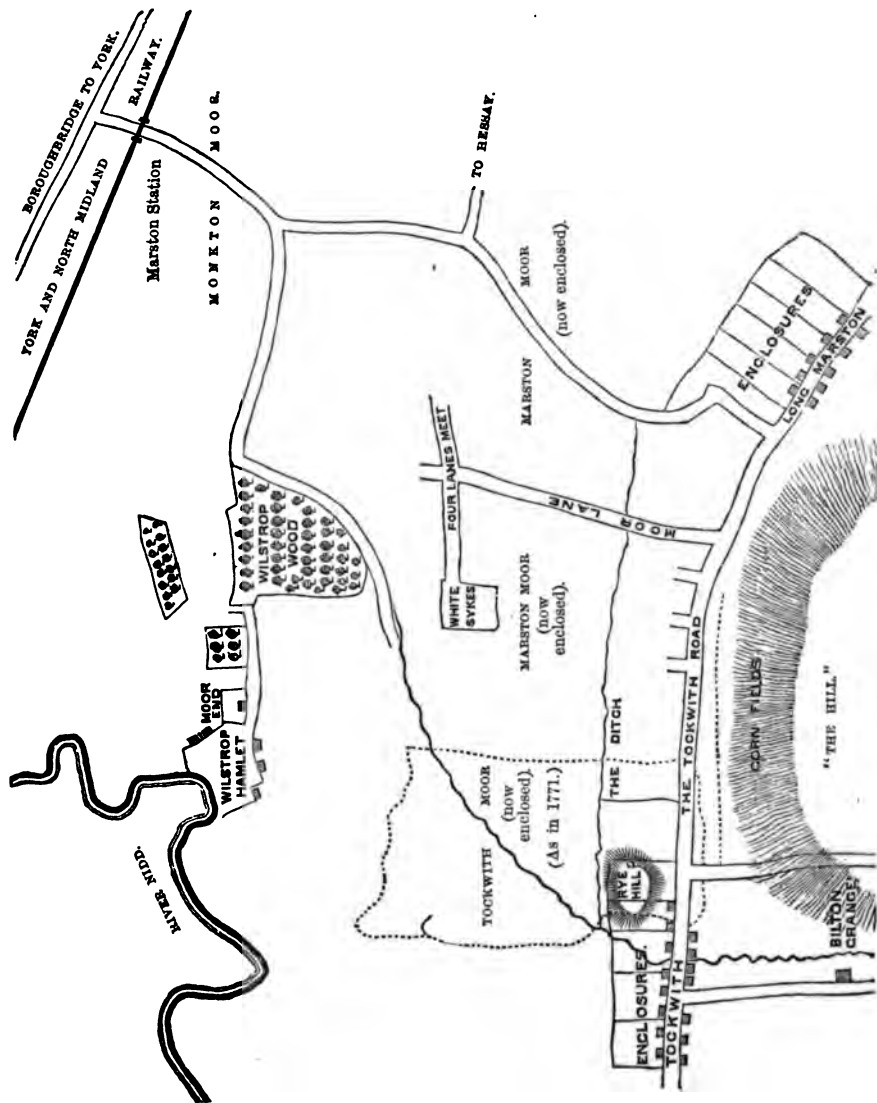 BOROUGHBRIDGE TO YORK.
RAILWAY.
YORK AND NORTH MIDLAND
Marston Station
MONKTON MOOR.
TO HESSAY.
MOOR
(now enclosed).
MARSTON
ENCLOSURES
LONG MARSTON
FOUR LANES MEET
MOOR LANE
WILSTROP
WOOD
WHITE
SYKES
MARSTON MOOR
(now
enclosed).
MOOR
END
WILSTROP
HAMLET
RIVER NIDD.
TOCKWITH
MOOR
(now
enclosed).
(As in 1771.)
THE DITCH
THE TOCKWITH ROAD
CORN FIELDS
"THE HILL."
RYE
HILL
ENCLOSURES.
TOCKWITH
BILTON
GRANGE